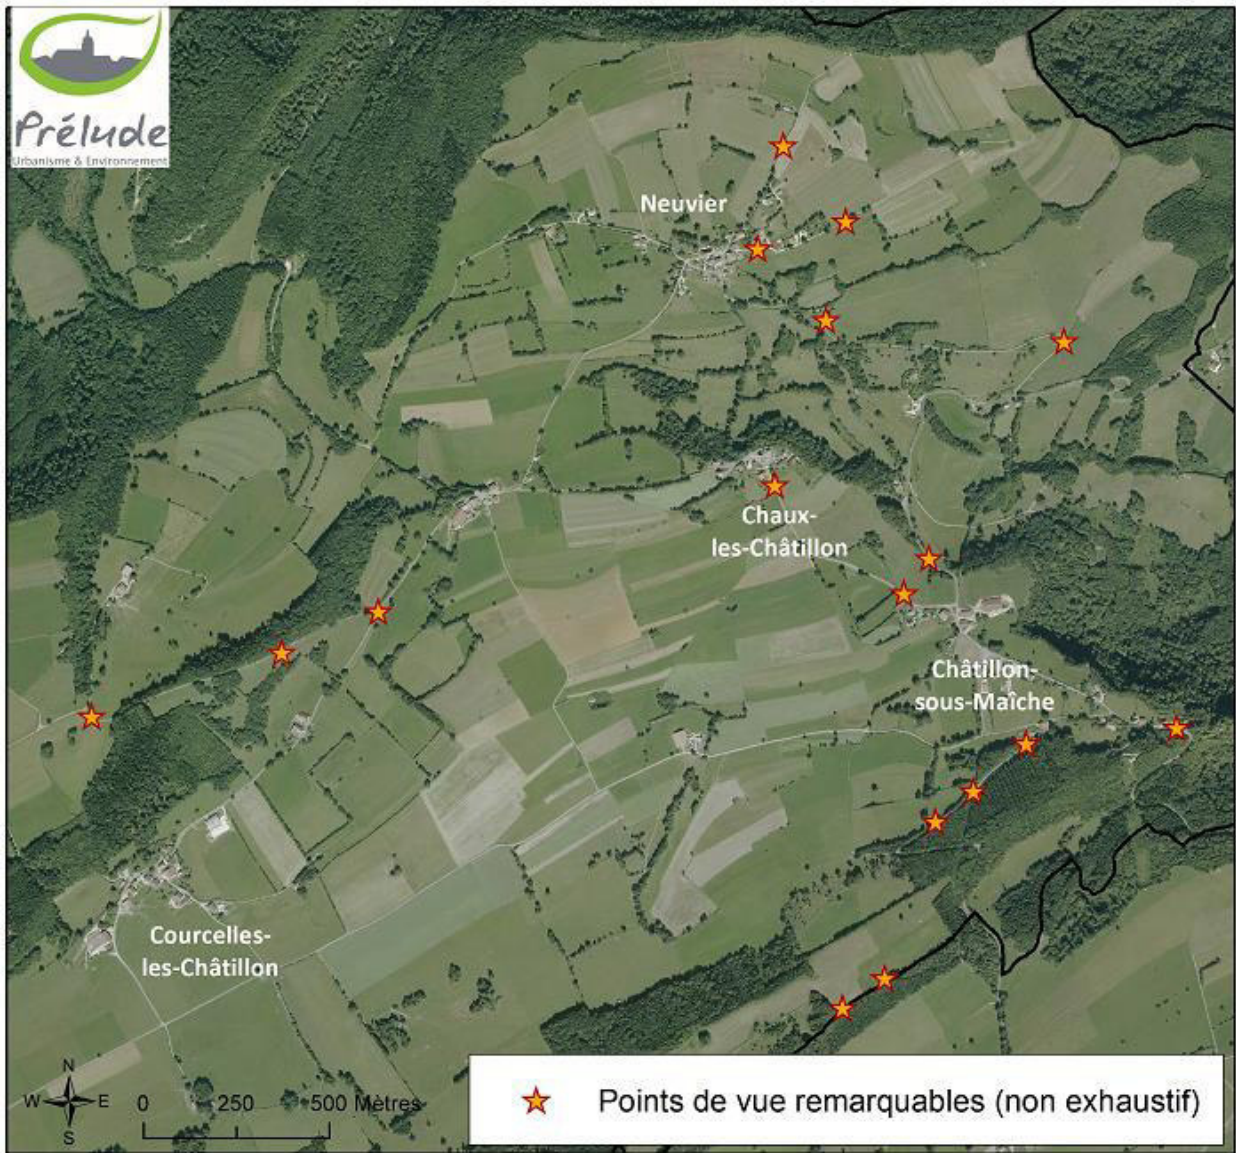 Prélude
Urbanisme & Environnement
Neuvier
Chaux-
les-Châtillon
Châtillon-
sous-Maîche
Courcelles-
les-Châtillon
N
W E
S
0 250 500 Mètres
Points de vue remarquables (non exhaustif)